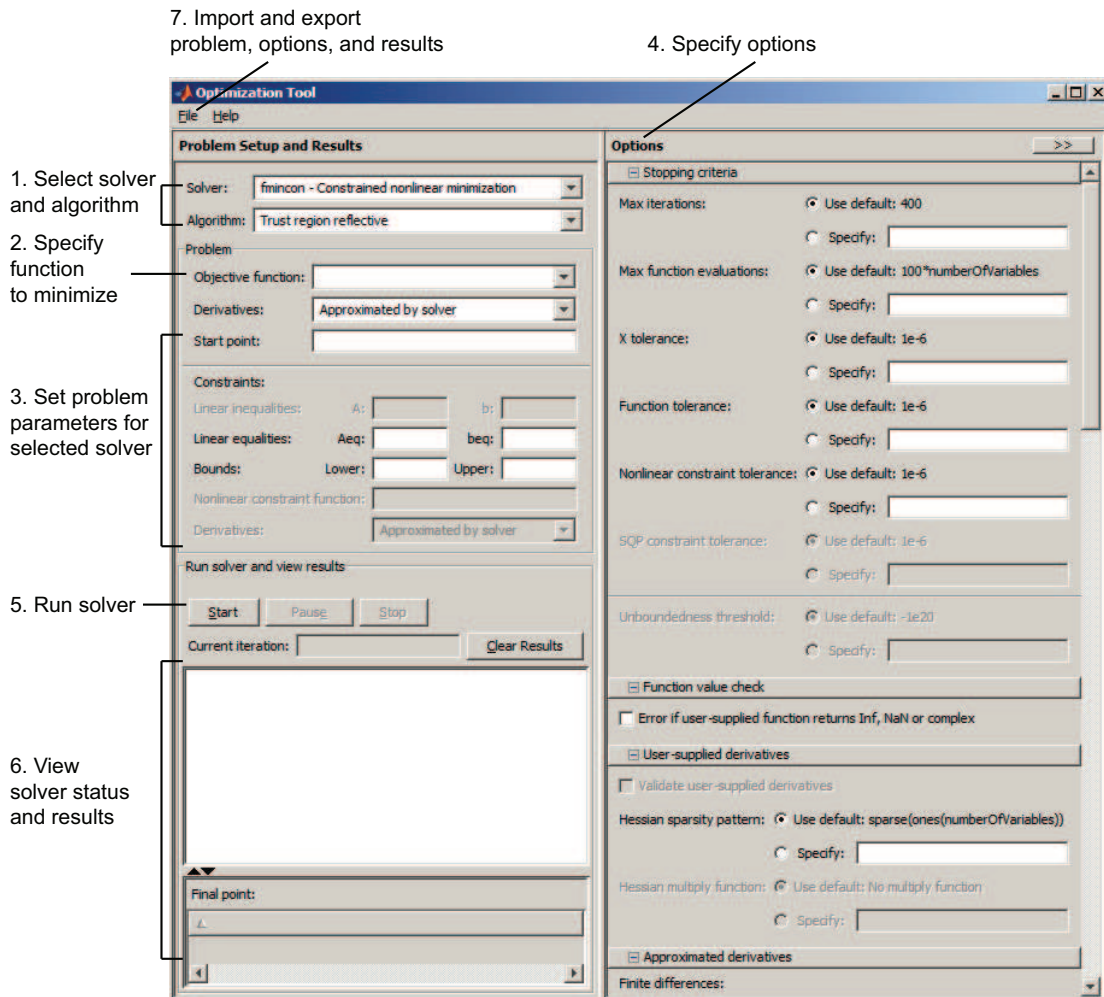 7. Import and export
problem, options, and results
4. Specify options
Optimization Tool
File Help
Problem Setup and Results
Options
>>
1. Select solver
and algorithm
Solver: fmincon - Constrained nonlinear minimization
Algorithm: Trust region reflective
2. Specify
function
to minimize
Problem
Objective function:
Derivatives: Approximated by solver
3. Set problem
parameters for
selected solver
Start point:
Constraints:
Linear inequalities: A: b:
Linear equalities: Aeq: beq:
Bounds: Lower: Upper:
Nonlinear constraint function:
Derivatives: Approximated by solver
5. Run solver
Run solver and view results
Start Pause Stop
Current iteration: Clear Results
6. View
solver status
and results
Final point:
Stopping criteria
Max iterations: Use default: 400
Specify:
Max function evaluations: Use default: 100*numberOfVariables
Specify:
X tolerance: Use default: 1e-6
Specify:
Function tolerance: Use default: 1e-6
Specify:
Nonlinear constraint tolerance: Use default: 1e-6
Specify:
SQP constraint tolerance: Use default: 1e-6
Specify:
Unboundedness threshold: Use default: -1e20
Specify:
Function value check
Error if user-supplied function returns Inf, NaN or complex
User-supplied derivatives
Validate user-supplied derivatives
Hessian sparsity pattern: Use default: sparse(ones(numberOfVariables))
Specify:
Hessian multiply function: Use default: No multiply function
Specify:
Approximated derivatives
Finite differences: